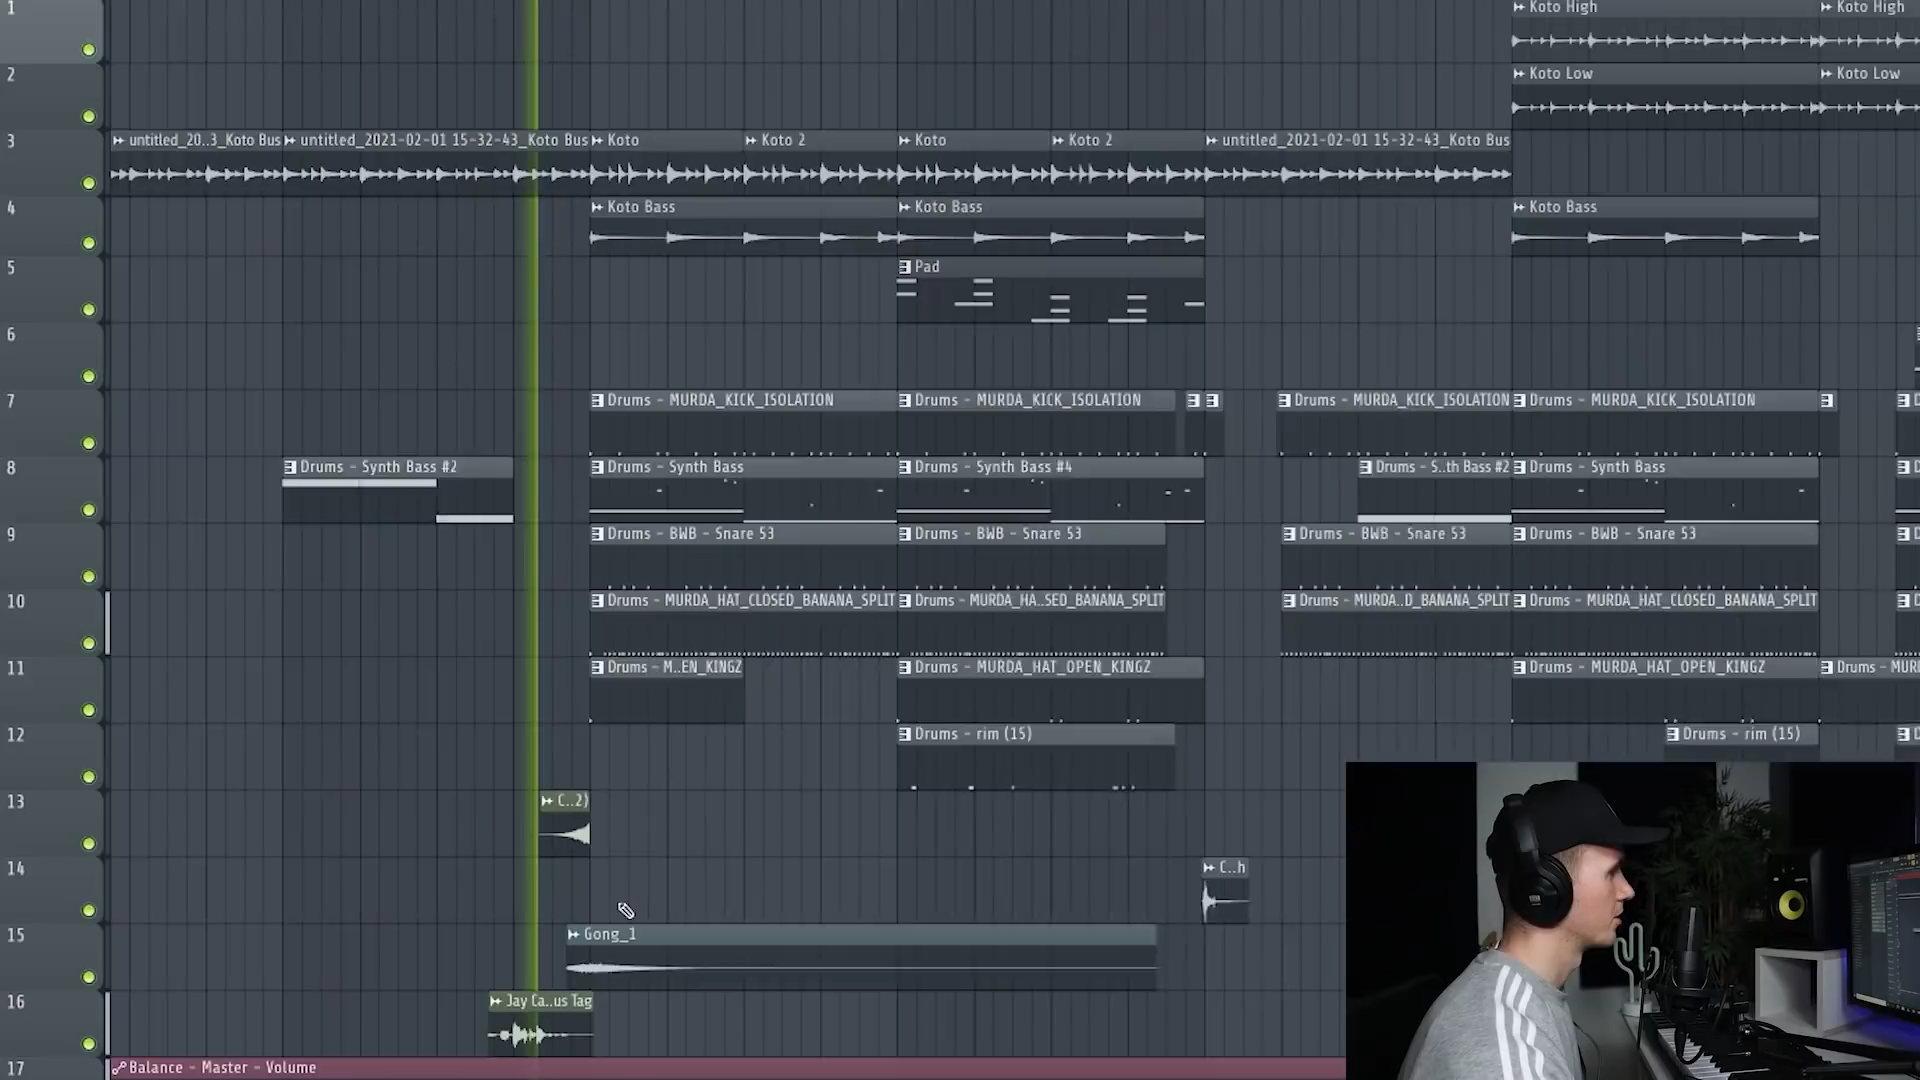 1
Koto High
Koto High
2
Koto Low
Koto Low
3
untitled_20..3_Koto Bus
untitled_2021-02-01 15-32-43_Koto Bus
Koto
Koto 2
Koto
Koto 2
untitled_2021-02-01 15-32-43_Koto Bus
4
Koto Bass
Koto Bass
Koto Bass
5
Pad
6
7
Drums - MURDA_KICK_ISOLATION
Drums - MURDA_KICK_ISOLATION
Drums - MURDA_KICK_ISOLATION
Drums - MURDA_KICK_ISOLATION
D
8
Drums - Synth Bass #2
Drums - Synth Bass
Drums - Synth Bass #4
Drums - S..th Bass #2
Drums - Synth Bass
D
9
Drums - BWB - Snare 53
Drums - BWB - Snare 53
Drums - BWB - Snare 53
Drums - BWB - Snare 53
D
10
Drums - MURDA_HAT_CLOSED_BANANA_SPLIT
Drums - MURDA_HA..SED_BANANA_SPLIT
Drums - MURDA..D_BANANA_SPLIT
Drums - MURDA_HAT_CLOSED_BANANA_SPLIT
D
11
Drums - M..EN_KINGZ
Drums - MURDA_HAT_OPEN_KINGZ
Drums - MURDA_HAT_OPEN_KINGZ
Drums - MUR
12
Drums - rim (15)
Drums - rim (15)
D
13
C..2)
14
C..h
15
Gong_1
16
Jay Ca..us Tag
17
Balance - Master - Volume